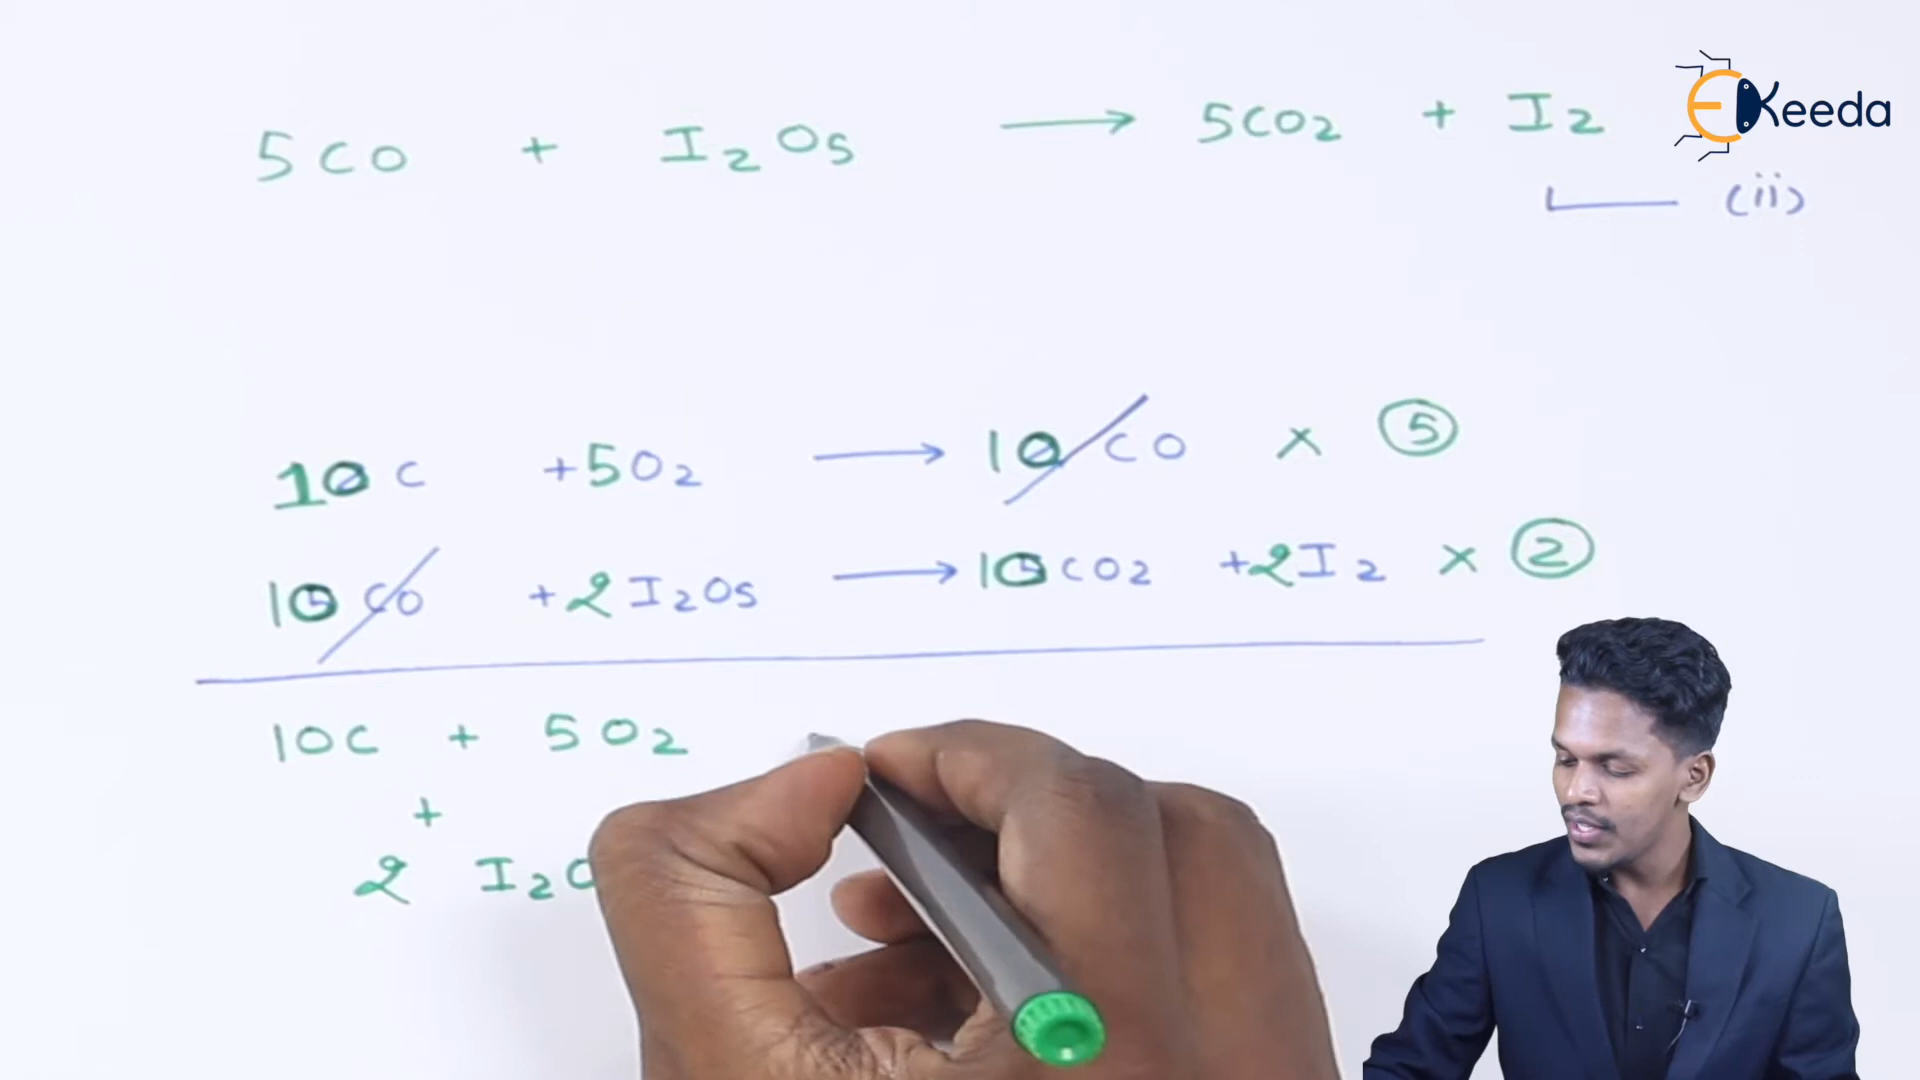 EKeeda
5CO + I2O5 → 5CO2 + I2
(ii)
10C +5O2 → 10CO × 5
10CO +2I2O5 → 10CO2 +2I2 × 2
10C + 5O2
+
2 I2O